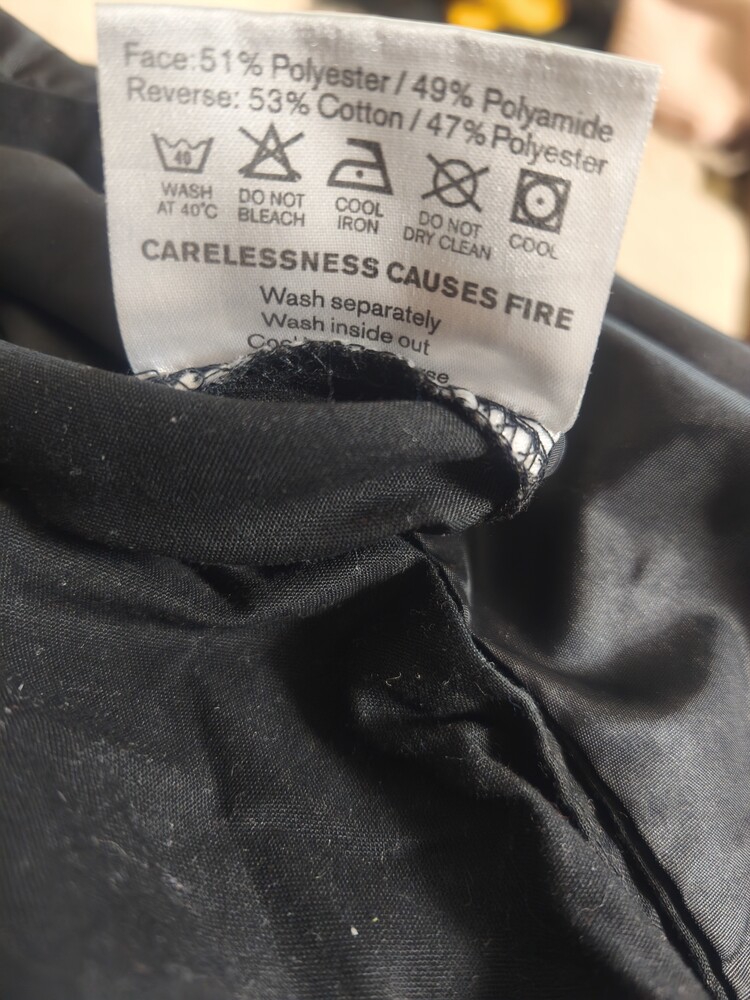 Face:51% Polyester / 49% Polyamide
Reverse: 53% Cotton / 47% Polyester
40
WASH AT 40°C
DO NOT BLEACH
COOL IRON
DO NOT DRY CLEAN
COOL
CARELESSNESS CAUSES FIRE
Wash separately
Wash inside out